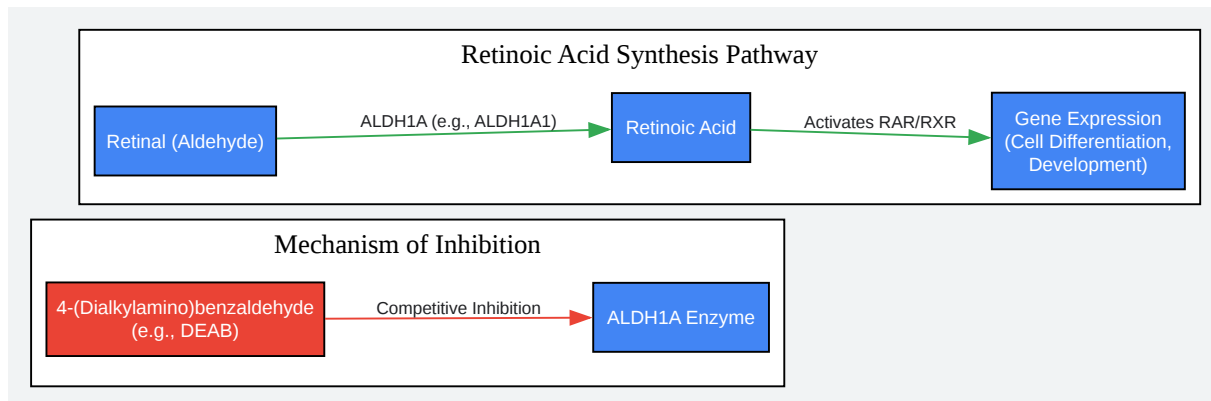 Retinoic Acid Synthesis Pathway
Retinal (Aldehyde)
ALDH1A (e.g., ALDH1A1)
Retinoic Acid
Activates RAR/RXR
Gene Expression
(Cell Differentiation,
Development)
Mechanism of Inhibition
4-(Dialkylamino)benzaldehyde
(e.g., DEAB)
Competitive Inhibition
ALDH1A Enzyme